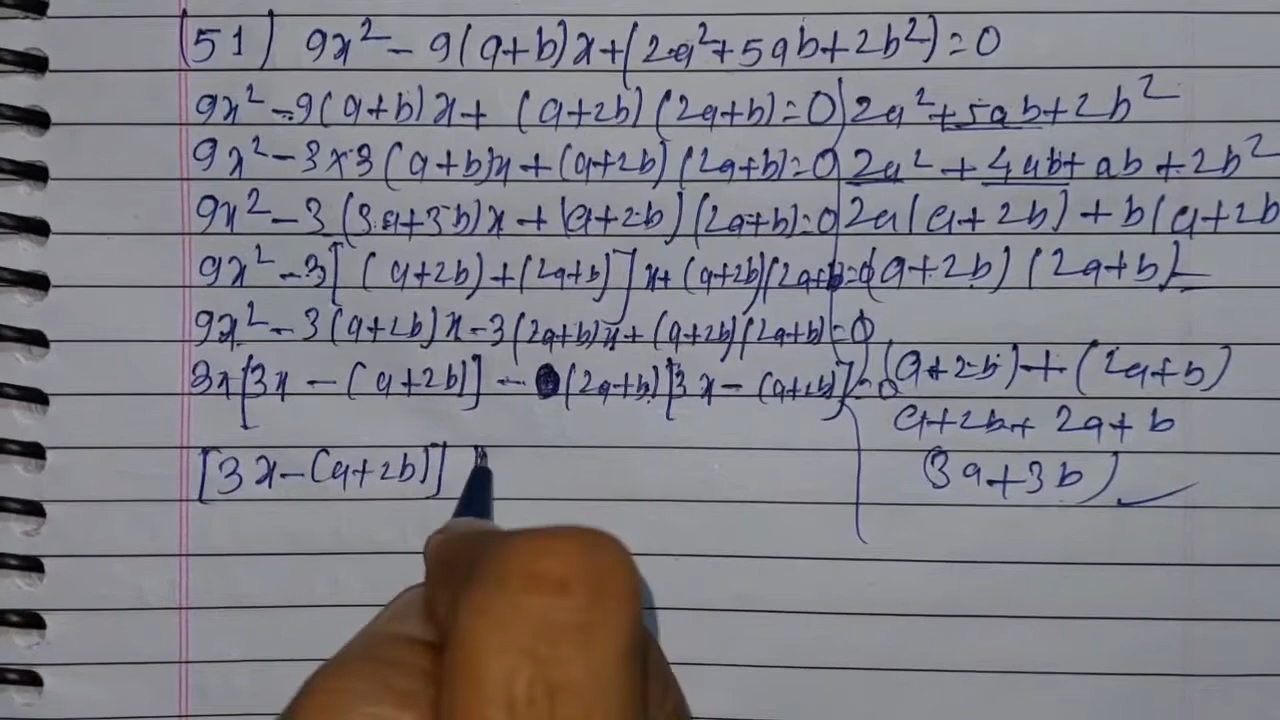 (51) 9x² - 9(a+b)x + (2a²+5ab+2b²) = 0
9x² - 9(a+b)x + (a+2b)(2a+b) = 0
9x² - 3×3(a+b)x + (a+2b)(2a+b) = 0
9x² - 3(3a+3b)x + (a+2b)(2a+b) = 0
9x² - 3[(a+2b)+(2a+b)]x + (a+2b)(2a+b) = 0
9x² - 3(a+2b)x - 3(2a+b)x + (a+2b)(2a+b) = 0
3x[3x - (a+2b)] - (2a+b)[3x - (a+2b)] = 0
[3x - (a+2b)]
2a² + 5ab + 2b²
2a² + 4ab + ab + 2b²
2a(a+2b) + b(a+2b
(a+2b)(2a+b)
(a+2b) + (2a+b)
a+2b+2a+b
(3a+3b)